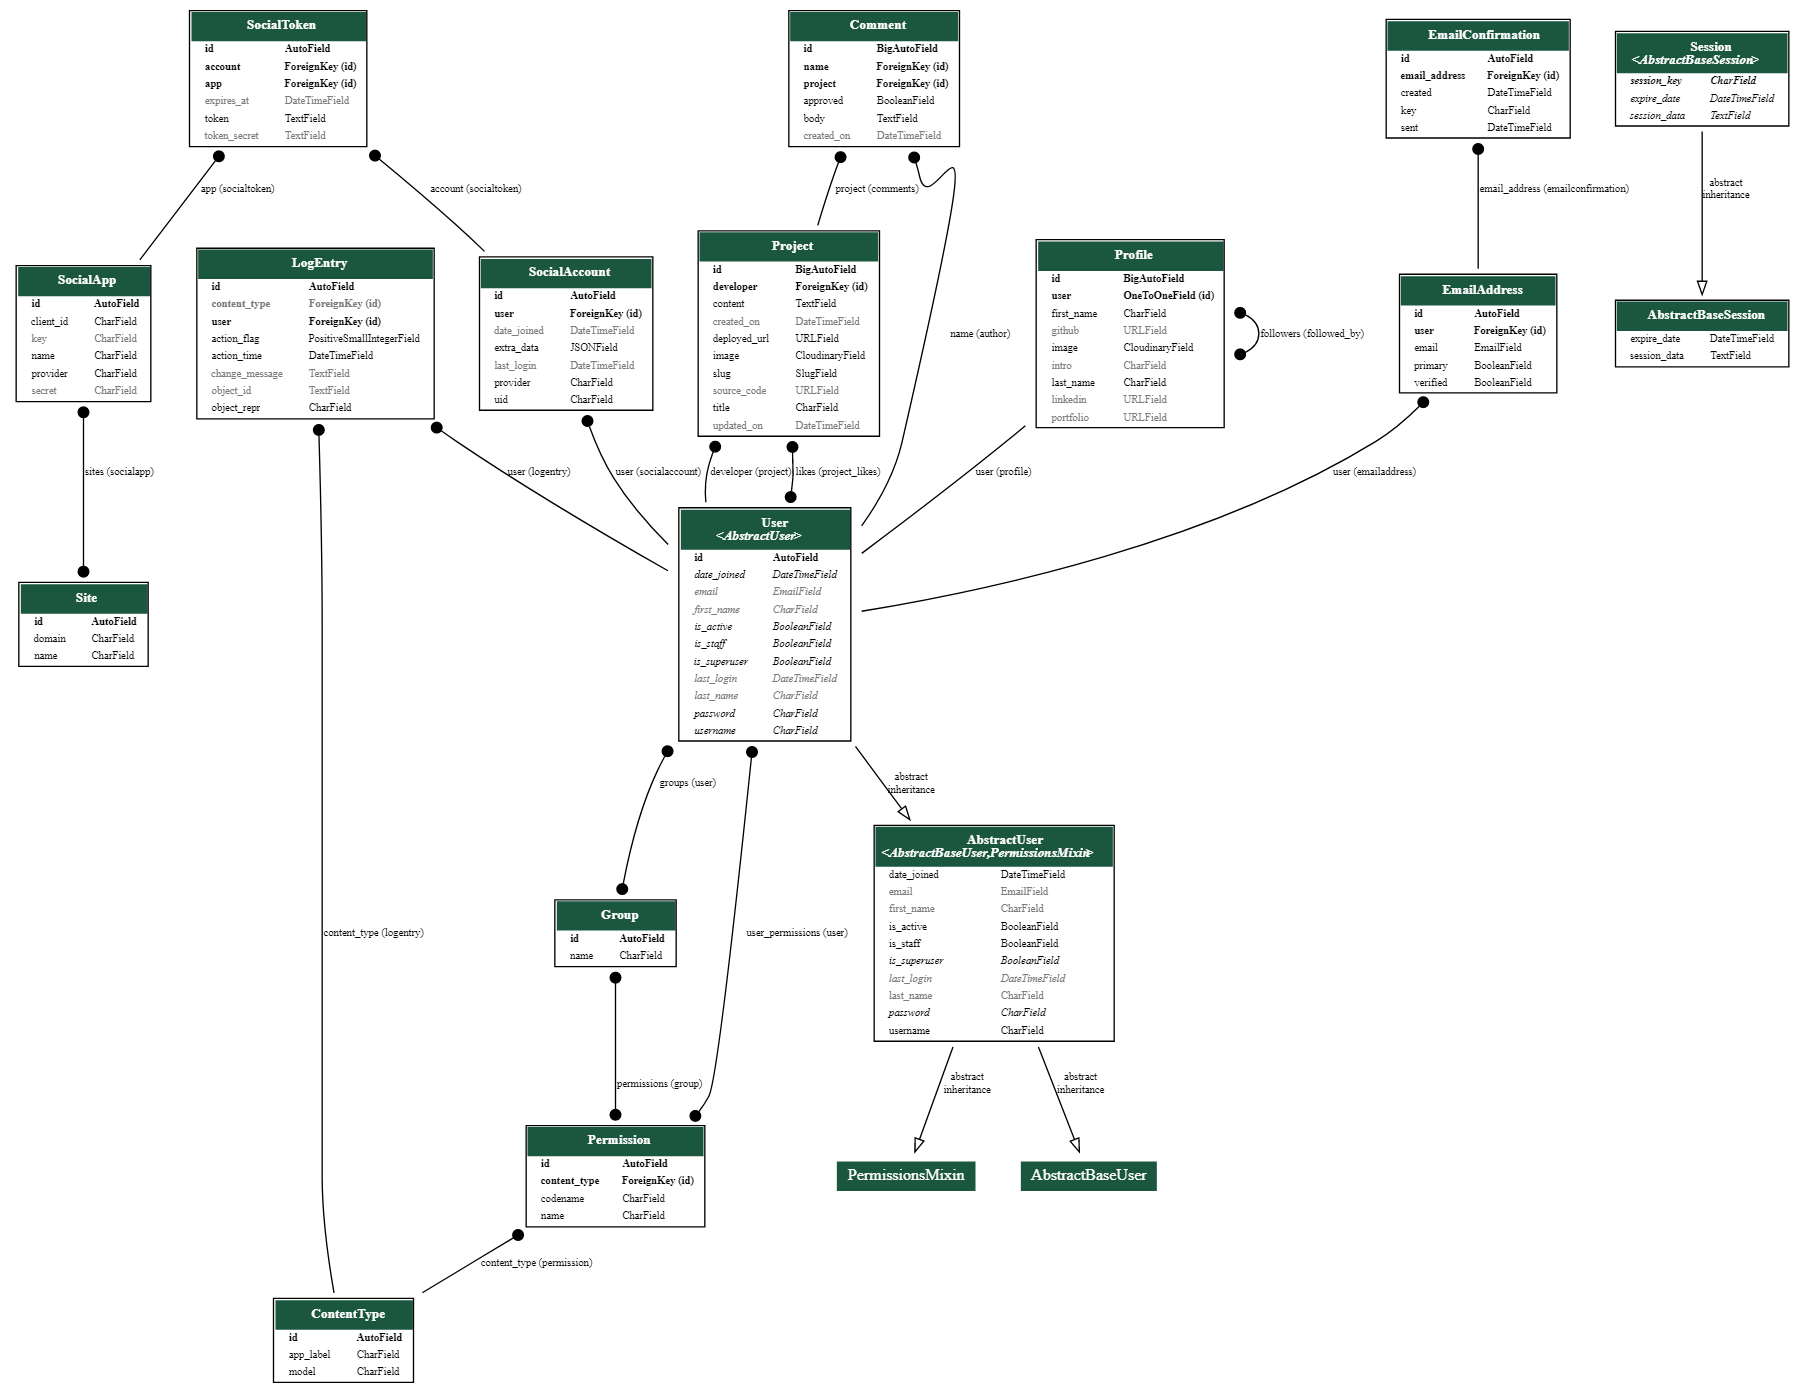 SocialToken
id AutoField
account ForeignKey (id)
app ForeignKey (id)
expires_at DateTimeField
token TextField
token_secret TextField
Comment
id BigAutoField
name ForeignKey (id)
project ForeignKey (id)
approved BooleanField
body TextField
created_on DateTimeField
EmailConfirmation
id AutoField
email_address ForeignKey (id)
created DateTimeField
key CharField
sent DateTimeField
Session
<AbstractBaseSession>
session_key CharField
expire_date DateTimeField
session_data TextField
app (socialtoken)
account (socialtoken)
project (comments)
email_address (emailconfirmation)
abstract
inheritance
SocialApp
id AutoField
client_id CharField
key CharField
name CharField
provider CharField
secret CharField
LogEntry
id AutoField
content_type ForeignKey (id)
user ForeignKey (id)
action_flag PositiveSmallIntegerField
action_time DateTimeField
change_message TextField
object_id TextField
object_repr CharField
SocialAccount
id AutoField
user ForeignKey (id)
date_joined DateTimeField
extra_data JSONField
last_login DateTimeField
provider CharField
uid CharField
Project
id BigAutoField
developer ForeignKey (id)
content TextField
created_on DateTimeField
deployed_url URLField
image CloudinaryField
slug SlugField
source_code URLField
title CharField
updated_on DateTimeField
name (author)
Profile
id BigAutoField
user OneToOneField (id)
first_name CharField
github URLField
image CloudinaryField
intro CharField
last_name CharField
linkedin URLField
portfolio URLField
followers (followed_by)
EmailAddress
id AutoField
user ForeignKey (id)
email EmailField
primary BooleanField
verified BooleanField
AbstractBaseSession
expire_date DateTimeField
session_data TextField
sites (socialapp)
user (logentry)
user (socialaccount)
developer (project)
likes (project_likes)
user (profile)
user (emailaddress)
Site
id AutoField
domain CharField
name CharField
User
<AbstractUser>
id AutoField
date_joined DateTimeField
email EmailField
first_name CharField
is_active BooleanField
is_staff BooleanField
is_superuser BooleanField
last_login DateTimeField
last_name CharField
password CharField
username CharField
groups (user)
abstract
inheritance
AbstractUser
<AbstractBaseUser,PermissionsMixin>
date_joined DateTimeField
email EmailField
first_name CharField
is_active BooleanField
is_staff BooleanField
is_superuser BooleanField
last_login DateTimeField
last_name CharField
password CharField
username CharField
Group
id AutoField
name CharField
content_type (logentry)
user_permissions (user)
permissions (group)
abstract
inheritance
abstract
inheritance
Permission
id AutoField
content_type ForeignKey (id)
codename CharField
name CharField
PermissionsMixin
AbstractBaseUser
content_type (permission)
ContentType
id AutoField
app_label CharField
model CharField